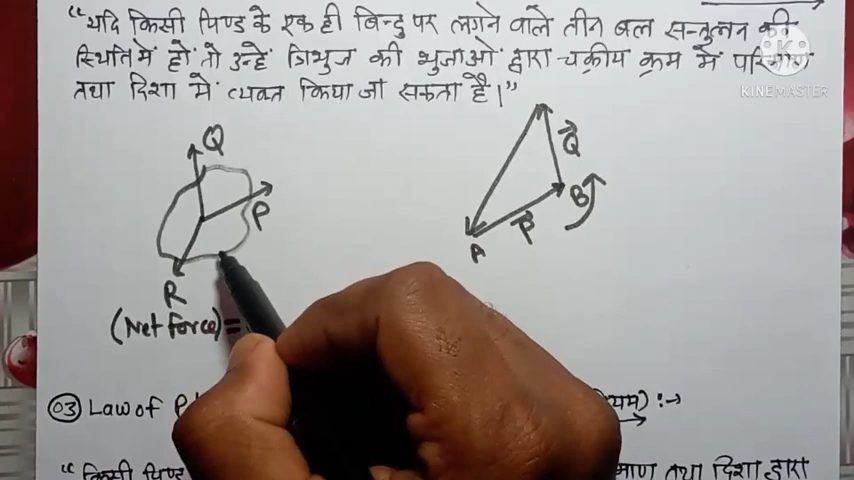 “यदि किसी पिण्ड के एक ही बिन्दु पर लगने वाले तीन बल सन्तुलन की
स्थिति में हों तो उन्हें त्रिभुज की भुजाओं द्वारा चक्रीय क्रम में परिमाण
तथा दिशा में व्यक्त किया जा सकता है।”
KINEMASTER
Q
P
R
Q
B
P
A
(Net force) =
03 Law of
“किसी पिण्ड
माण तथा दिशा द्वारा